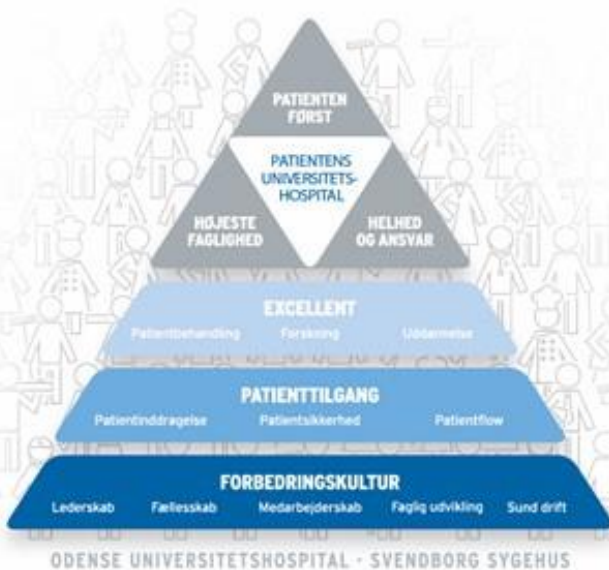 PATIENTEN
FØRST
PATIENTENS
UNIVERSITETS-
HOSPITAL
HØJESTE
FAGLIGHED
HELHED
OG ANSVAR
EXCELLENT
Patientbehandling Forskning Uddannelse
PATIENTTILGANG
Patientinddragelse Patientsikkerhed Patientflow
FORBEDRINGSKULTUR
Lederskab Fællesskab Medarbejderskab Faglig udvikling Sund drift
ODENSE UNIVERSITETSHOSPITAL · SVENDBORG SYGEHUS